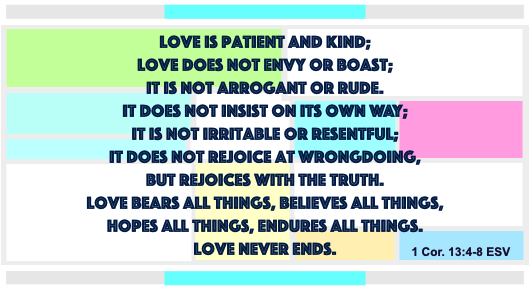 LOVE IS PATIENT AND KIND;
LOVE DOES NOT ENVY OR BOAST;
IT IS NOT ARROGANT OR RUDE.
IT DOES NOT INSIST ON ITS OWN WAY;
IT IS NOT IRRITABLE OR RESENTFUL;
IT DOES NOT REJOICE AT WRONGDOING,
BUT REJOICES WITH THE TRUTH.
LOVE BEARS ALL THINGS, BELIEVES ALL THINGS,
HOPES ALL THINGS, ENDURES ALL THINGS.
LOVE NEVER ENDS.
1 Cor. 13:4-8 ESV